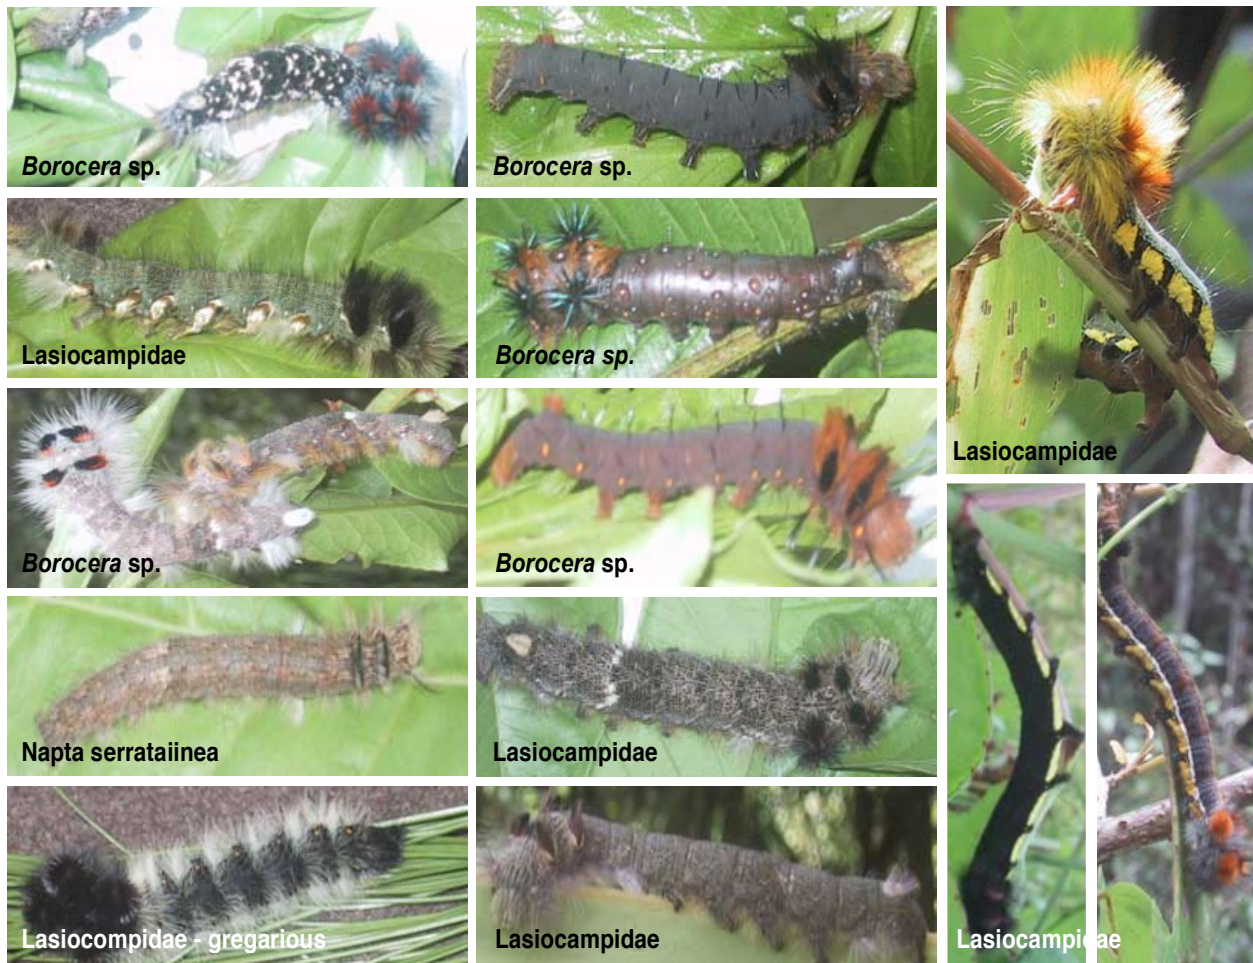 Borocera sp.
Borocera sp.
Lasiocampidae
Lasiocampidae
Borocera sp.
Borocera sp.
Borocera sp.
Napta serrataiinea
Lasiocampidae
Lasiocompidae - gregarious
Lasiocampidae
Lasiocampidae